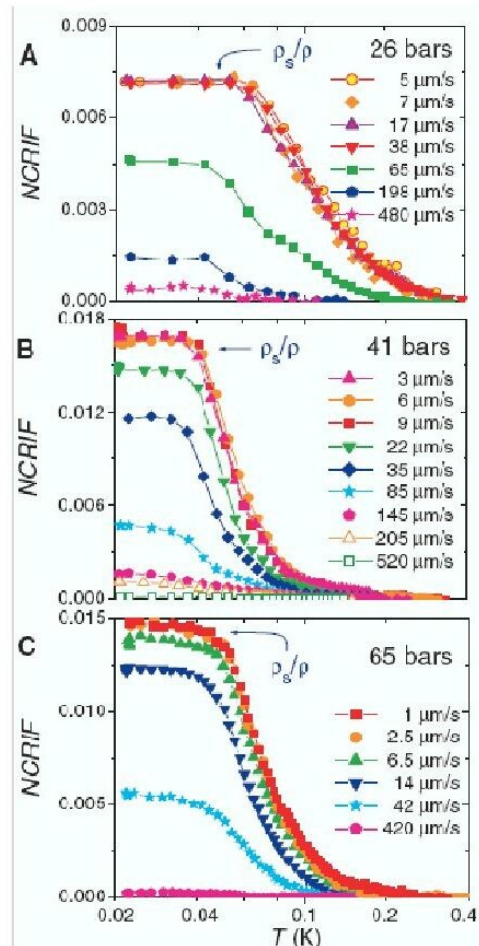 A
26 bars
ρs/ρ
5 μm/s
7 μm/s
17 μm/s
38 μm/s
65 μm/s
198 μm/s
480 μm/s
NCRIF
0.009
0.006
0.003
0.000
B
41 bars
ρs/ρ
3 μm/s
6 μm/s
9 μm/s
22 μm/s
35 μm/s
85 μm/s
145 μm/s
205 μm/s
520 μm/s
NCRIF
0.018
0.012
0.006
0.000
C
65 bars
ρs/ρ
1 μm/s
2.5 μm/s
6.5 μm/s
14 μm/s
42 μm/s
420 μm/s
NCRIF
0.015
0.010
0.005
0.000
0.02 0.04 0.1 0.2 0.4
T (K)